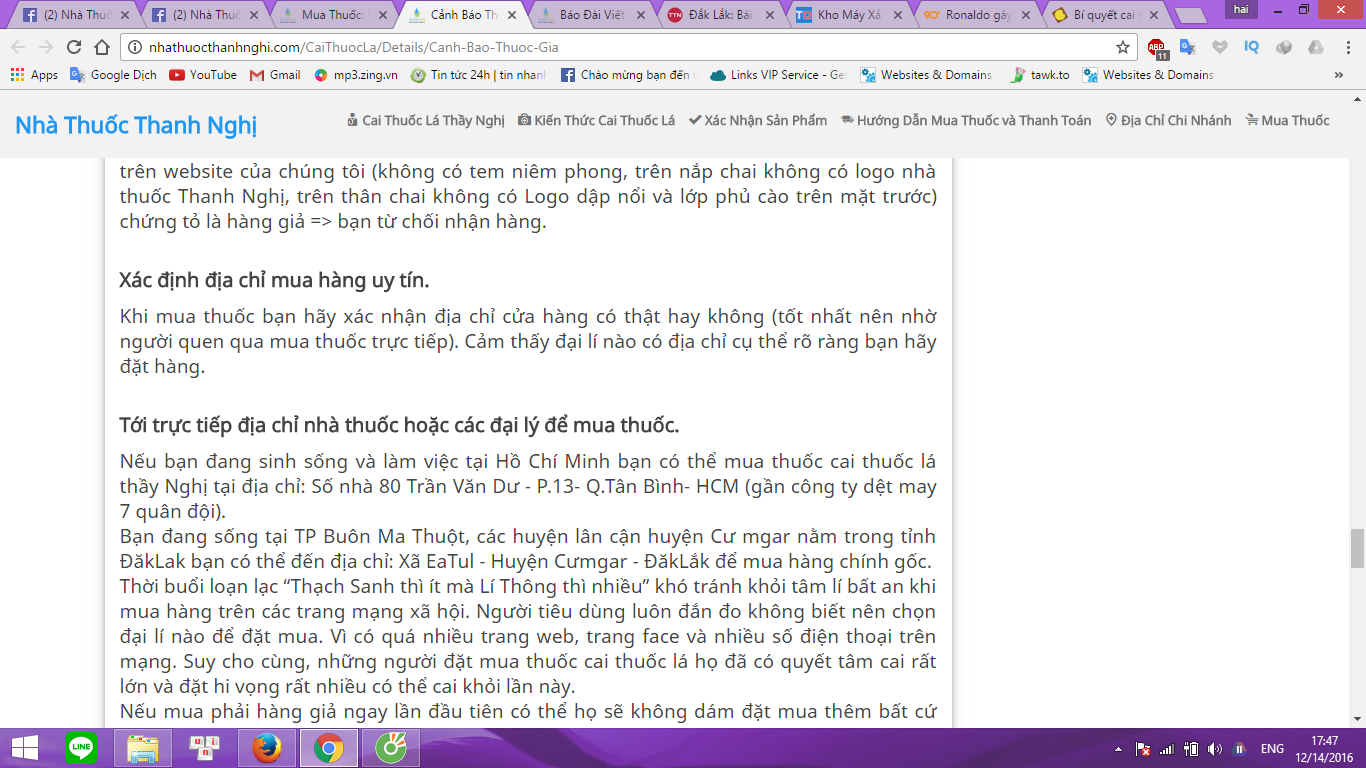 (2) Nhà Thuố
(2) Nhà Thuố
Mua Thuốc:
Cảnh Báo Th
Báo Đài Viết
Đắk Lắk: Bài
Kho Máy Xả
Ronaldo gây
Bí quyết cai t
hai
nhathuocthanhnghi.com/CaiThuocLa/Details/Canh-Bao-Thuoc-Gia
ABP
11
IQ
Apps Google Dịch YouTube Gmail mp3.zing.vn Tin tức 24h | tin nhanh Chào mừng bạn đến v Links VIP Service - Get Websites & Domains tawk.to Websites & Domains »
Nhà Thuốc Thanh Nghị
Cai Thuốc Lá Thầy Nghị Kiến Thức Cai Thuốc Lá Xác Nhận Sản Phẩm Hướng Dẫn Mua Thuốc và Thanh Toán Địa Chỉ Chi Nhánh Mua Thuốc
trên website của chúng tôi (không có tem niêm phong, trên nắp chai không có logo nhà
thuốc Thanh Nghị, trên thân chai không có Logo dập nổi và lớp phủ cào trên mặt trước)
chứng tỏ là hàng giả => bạn từ chối nhận hàng.
Xác định địa chỉ mua hàng uy tín.
Khi mua thuốc bạn hãy xác nhận địa chỉ cửa hàng có thật hay không (tốt nhất nên nhờ
người quen qua mua thuốc trực tiếp). Cảm thấy đại lí nào có địa chỉ cụ thể rõ ràng bạn hãy
đặt hàng.
Tới trực tiếp địa chỉ nhà thuốc hoặc các đại lý để mua thuốc.
Nếu bạn đang sinh sống và làm việc tại Hồ Chí Minh bạn có thể mua thuốc cai thuốc lá
thầy Nghị tại địa chỉ: Số nhà 80 Trần Văn Dư - P.13- Q.Tân Bình- HCM (gần công ty dệt may
7 quân đội).
Bạn đang sống tại TP Buôn Ma Thuột, các huyện lân cận huyện Cư mgar nằm trong tỉnh
ĐăkLak bạn có thể đến địa chỉ: Xã EaTul - Huyện Cưmgar - ĐăkLắk để mua hàng chính gốc.
Thời buổi loạn lạc “Thạch Sanh thì ít mà Lí Thông thì nhiều” khó tránh khỏi tâm lí bất an khi
mua hàng trên các trang mạng xã hội. Người tiêu dùng luôn đắn đo không biết nên chọn
đại lí nào để đặt mua. Vì có quá nhiều trang web, trang face và nhiều số điện thoại trên
mạng. Suy cho cùng, những người đặt mua thuốc cai thuốc lá họ đã có quyết tâm cai rất
lớn và đặt hi vọng rất nhiều có thể cai khỏi lần này.
Nếu mua phải hàng giả ngay lần đầu tiên có thể họ sẽ không dám đặt mua thêm bất cứ
LINE
ENG
17:47
12/14/2016